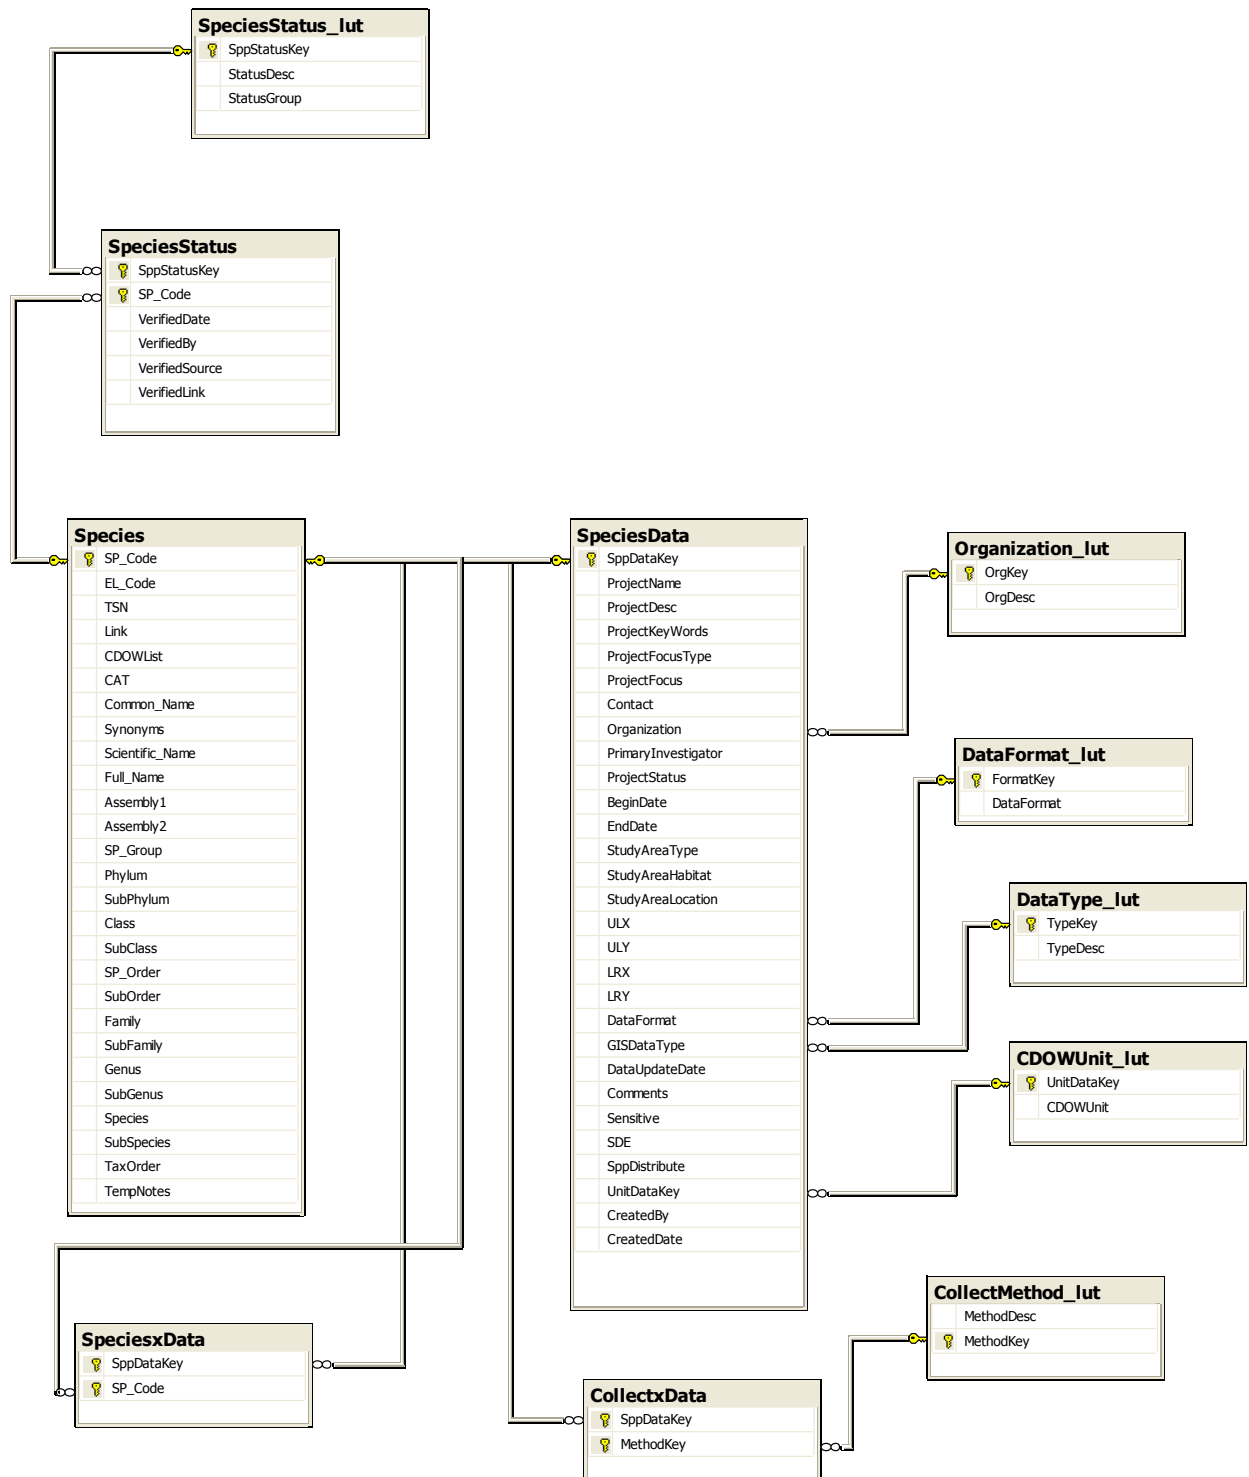 SpeciesStatus_lut
SppStatusKey
StatusDesc
StatusGroup
SpeciesStatus
SppStatusKey
SP_Code
VerifiedDate
VerifiedBy
VerifiedSource
VerifiedLink
Species
SP_Code
EL_Code
TSN
Link
CDOWList
CAT
Common_Name
Synonyms
Scientific_Name
Full_Name
Assembly1
Assembly2
SP_Group
Phylum
SubPhylum
Class
SubClass
SP_Order
SubOrder
Family
SubFamily
Genus
SubGenus
Species
SubSpecies
TaxOrder
TempNotes
SpeciesData
SppDataKey
ProjectName
ProjectDesc
ProjectKeyWords
ProjectFocusType
ProjectFocus
Contact
Organization
PrimaryInvestigator
ProjectStatus
BeginDate
EndDate
StudyAreaType
StudyAreaHabitat
StudyAreaLocation
ULX
ULY
LRX
LRY
DataFormat
GISDataType
DataUpdateDate
Comments
Sensitive
SDE
SppDistribute
UnitDataKey
CreatedBy
CreatedDate
Organization_lut
OrgKey
OrgDesc
DataFormat_lut
FormatKey
DataFormat
DataType_lut
TypeKey
TypeDesc
CDOWUnit_lut
UnitDataKey
CDOWUnit
CollectMethod_lut
MethodDesc
MethodKey
SpeciesxData
SppDataKey
SP_Code
CollectxData
SppDataKey
MethodKey